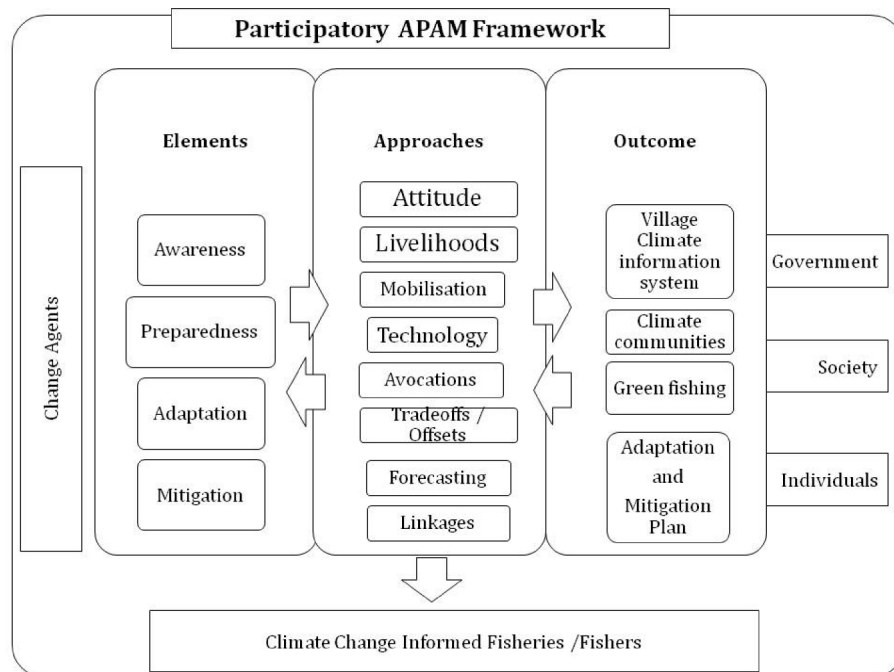 Participatory APAM Framework
Change Agents
Elements
Awareness
Preparedness
Adaptation
Mitigation
Approaches
Attitude
Livelihoods
Mobilisation
Technology
Avocations
Tradeoffs /
Offsets
Forecasting
Linkages
Outcome
Village
Climate
information
system
Climate
communities
Green fishing
Adaptation
and
Mitigation
Plan
Government
Society
Individuals
Climate Change Informed Fisheries /Fishers